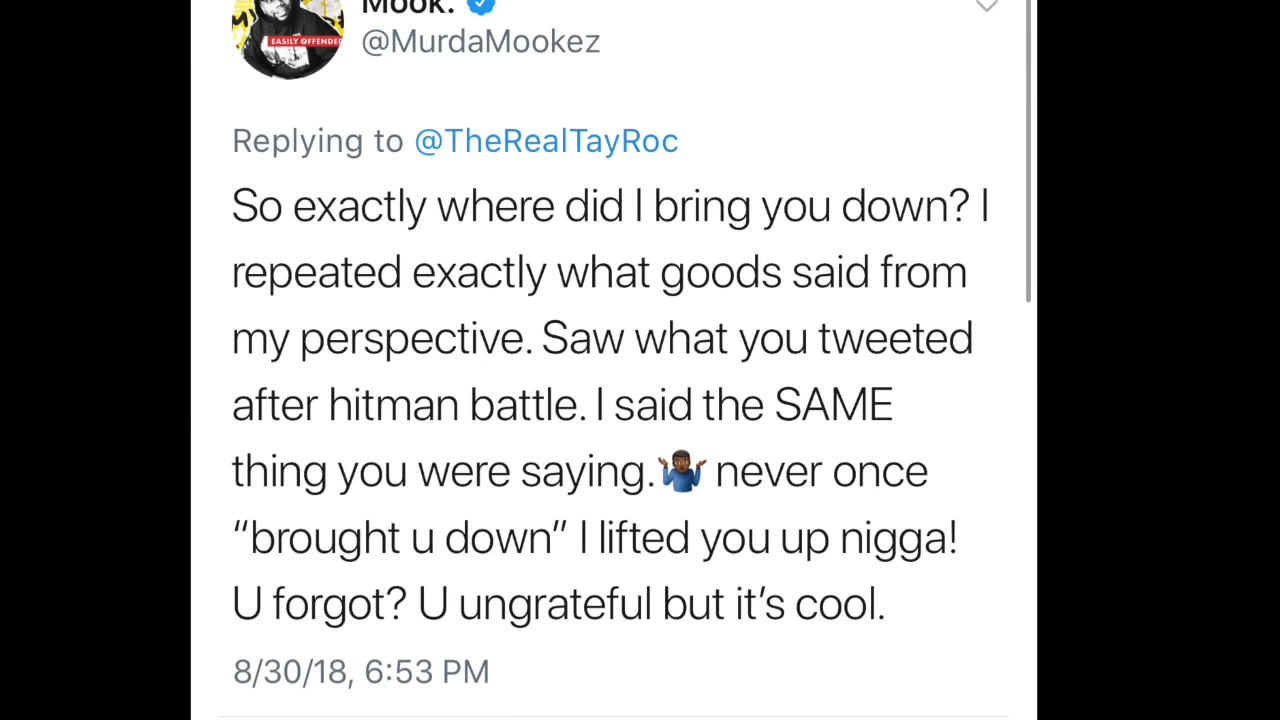 Mook.
EASILY OFFENDED
@MurdaMookez
Replying to @TheRealTayRoc
So exactly where did I bring you down? I
repeated exactly what goods said from
my perspective. Saw what you tweeted
after hitman battle. I said the SAME
thing you were saying.🤷🏾‍♂️ never once
“brought u down” I lifted you up nigga!
U forgot? U ungrateful but it’s cool.
8/30/18, 6:53 PM